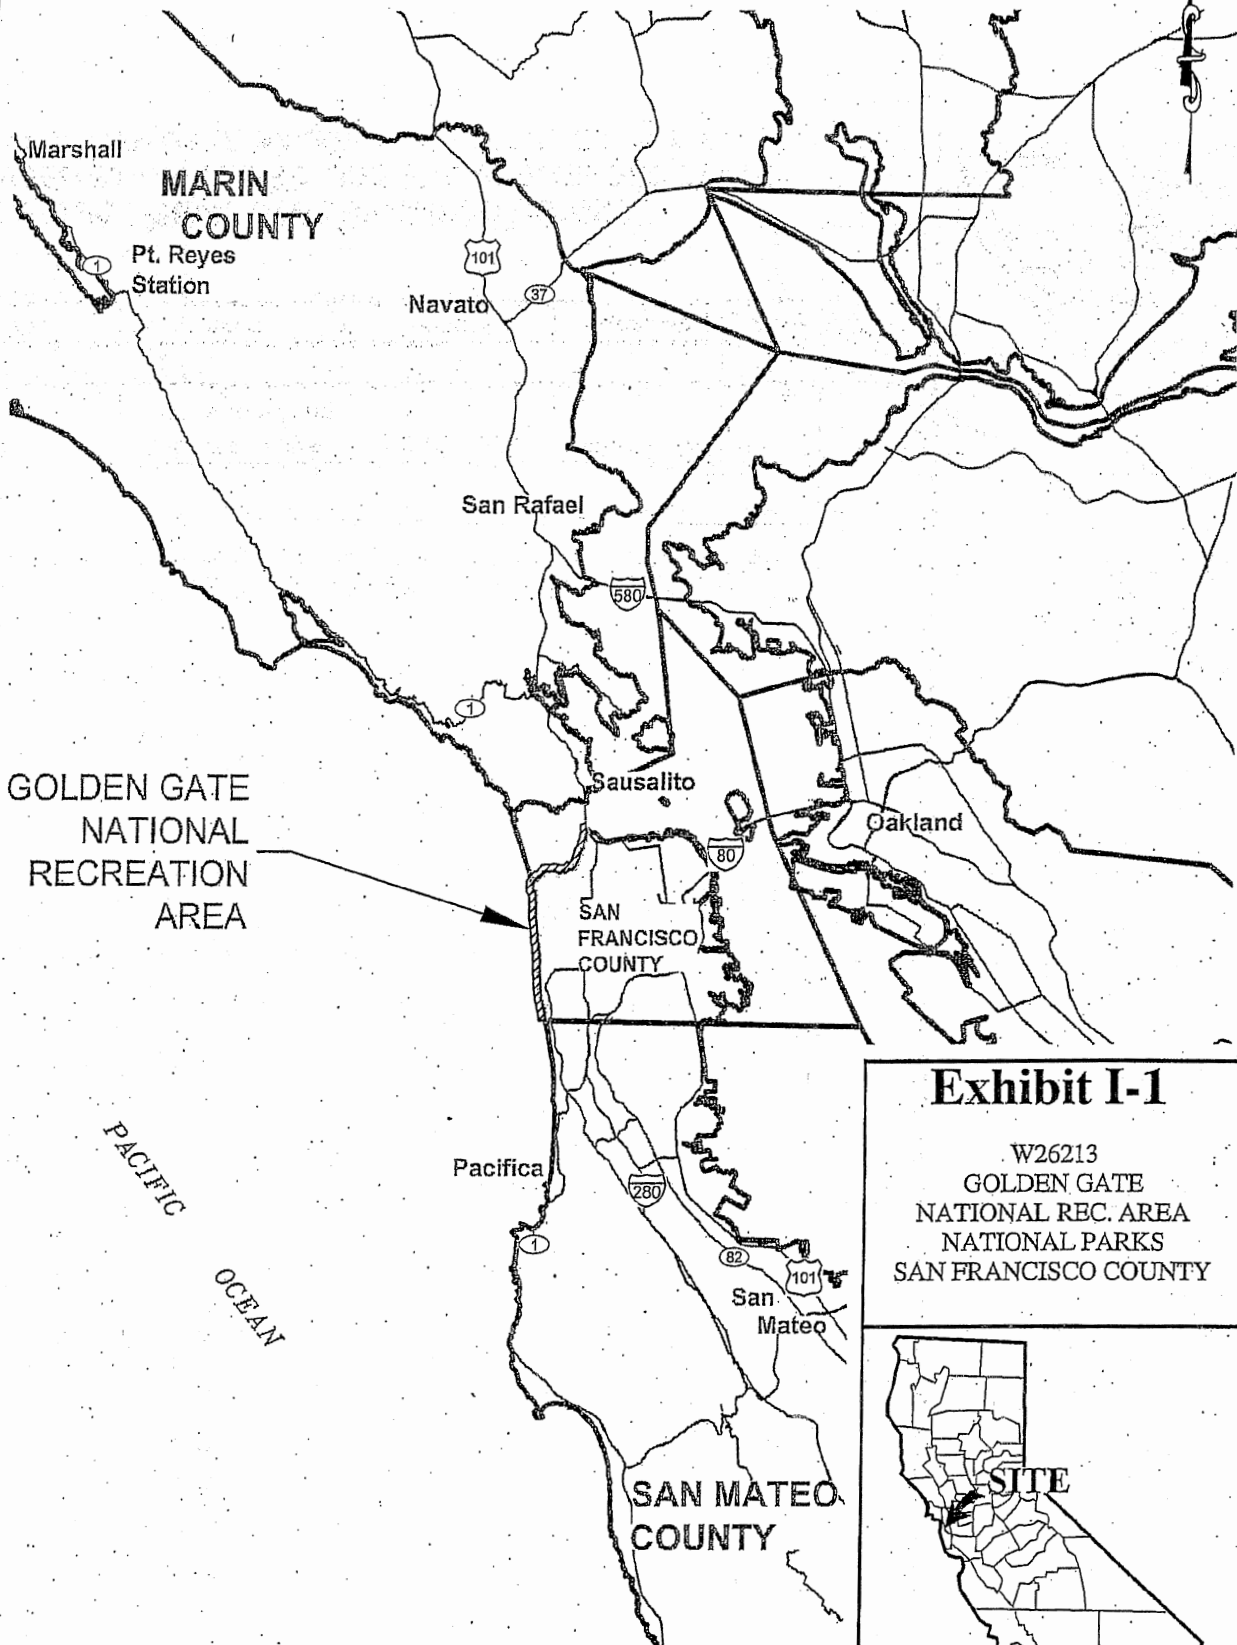 Marshall
MARIN
COUNTY
Pt. Reyes
Station
1
101
Navato
37
San Rafael
580
1
GOLDEN GATE
NATIONAL
RECREATION
AREA
Sausalito
Oakland
80
SAN
FRANCISCO
COUNTY
PACIFIC
OCEAN
Pacifica
280
1
82
101
San
Mateo
SAN MATEO
COUNTY
Exhibit I-1
W26213
GOLDEN GATE
NATIONAL REC. AREA
NATIONAL PARKS
SAN FRANCISCO COUNTY
SITE